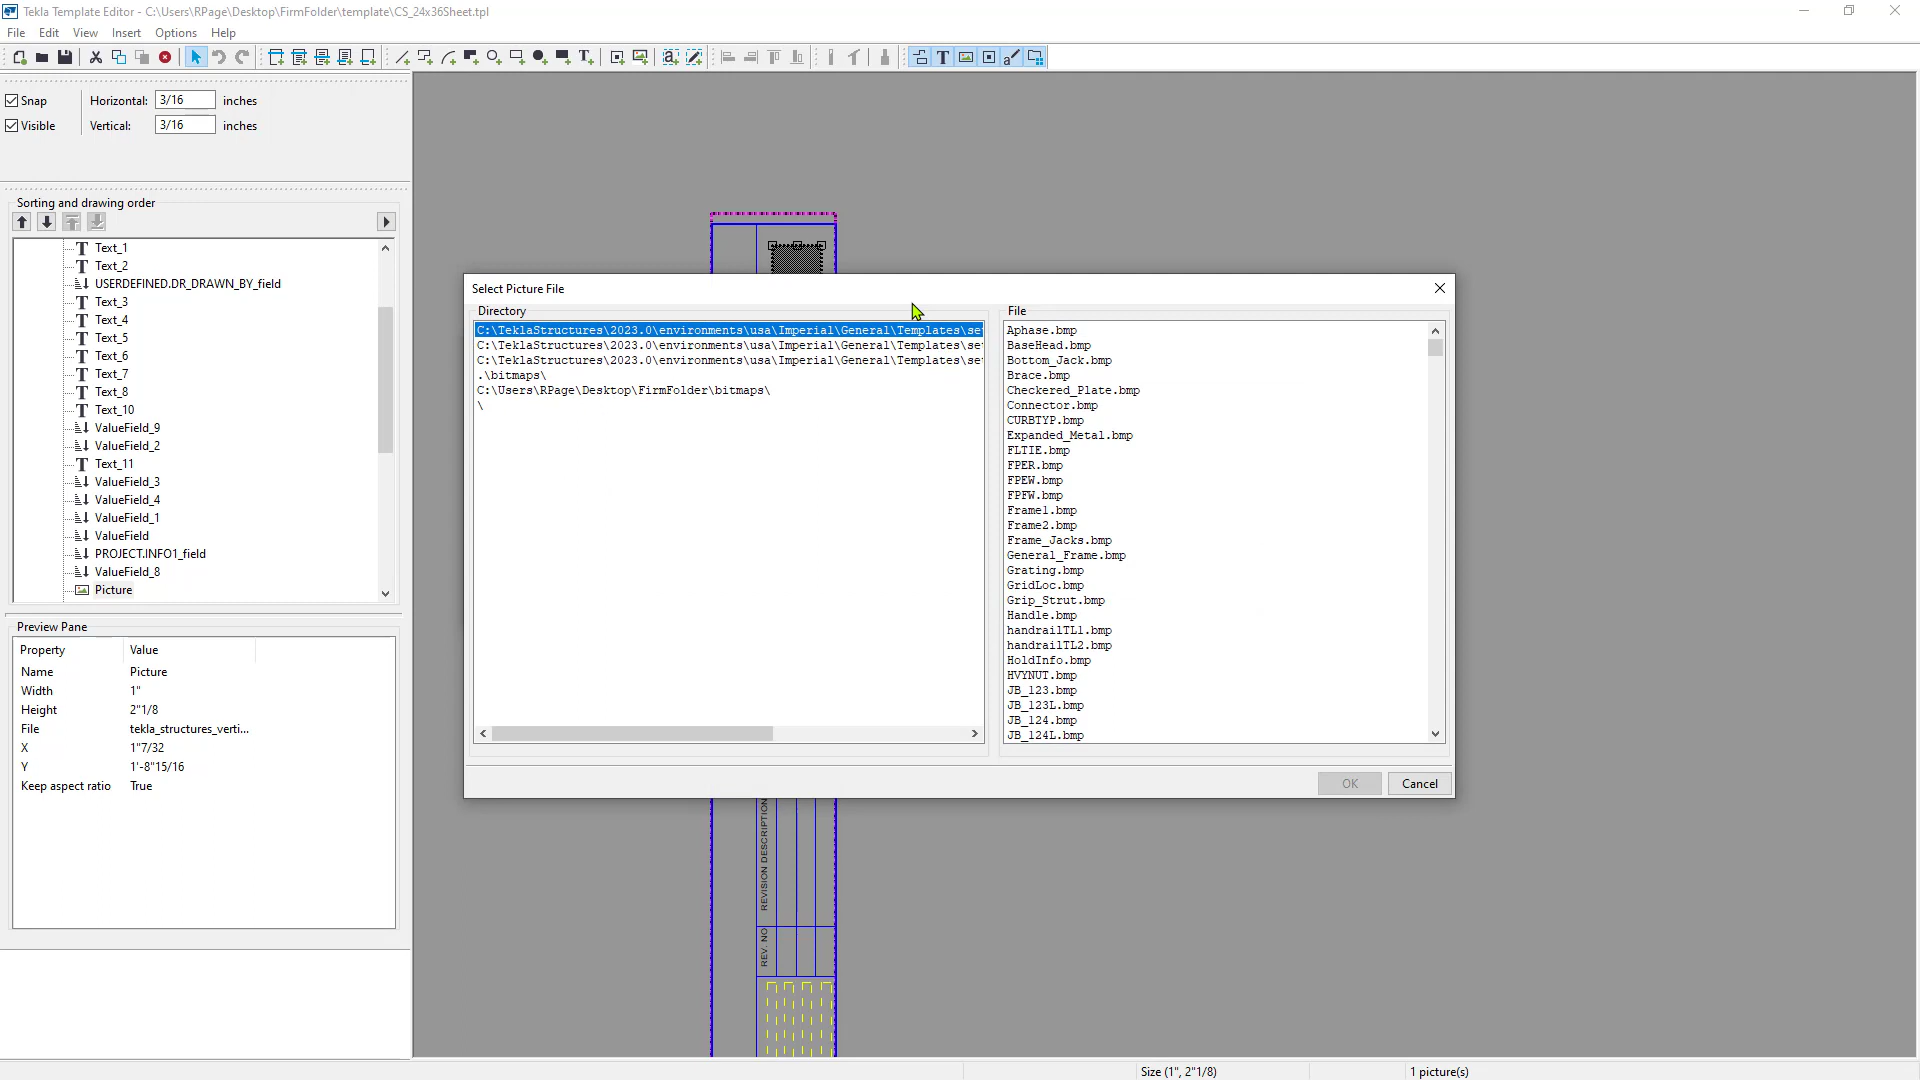 Tekla Template Editor - C:\Users\RPage\Desktop\FirmFolder\template\CS_24x36Sheet.tpl
File Edit View Insert Options Help
Snap Horizontal: 3/16 inches
Visible Vertical: 3/16 inches
Sorting and drawing order
Text_1
Text_2
USERDEFINED.DR_DRAWN_BY_field
Text_3
Text_4
Text_5
Text_6
Text_7
Text_8
Text_10
ValueField_9
ValueField_2
Text_11
ValueField_3
ValueField_4
ValueField_1
ValueField
PROJECT.INFO1_field
ValueField_8
Picture
Preview Pane
Property Value
Name Picture
Width 1"
Height 2"1/8
File tekla_structures_verti...
X 1"7/32
Y 1'-8"15/16
Keep aspect ratio True
Select Picture File
Directory
C:\TeklaStructures\2023.0\environments\usa\Imperial\General\Templates\se
C:\TeklaStructures\2023.0\environments\usa\Imperial\General\Templates\se
C:\TeklaStructures\2023.0\environments\usa\Imperial\General\Templates\se
.\bitmaps\
C:\Users\RPage\Desktop\FirmFolder\bitmaps\
\
File
Aphase.bmp
BaseHead.bmp
Bottom_Jack.bmp
Brace.bmp
Checkered_Plate.bmp
Connector.bmp
CURBTYP.bmp
Expanded_Metal.bmp
FLTIE.bmp
FPER.bmp
FPEW.bmp
FPFW.bmp
Frame1.bmp
Frame2.bmp
Frame_Jacks.bmp
General_Frame.bmp
Grating.bmp
GridLoc.bmp
Grip_Strut.bmp
Handle.bmp
handrailTL1.bmp
handrailTL2.bmp
HoldInfo.bmp
HVYNUT.bmp
JB_123.bmp
JB_123L.bmp
JB_124.bmp
JB_124L.bmp
OK Cancel
REVISION DESCRIPTION
REV. NO
Size (1", 2"1/8) 1 picture(s)